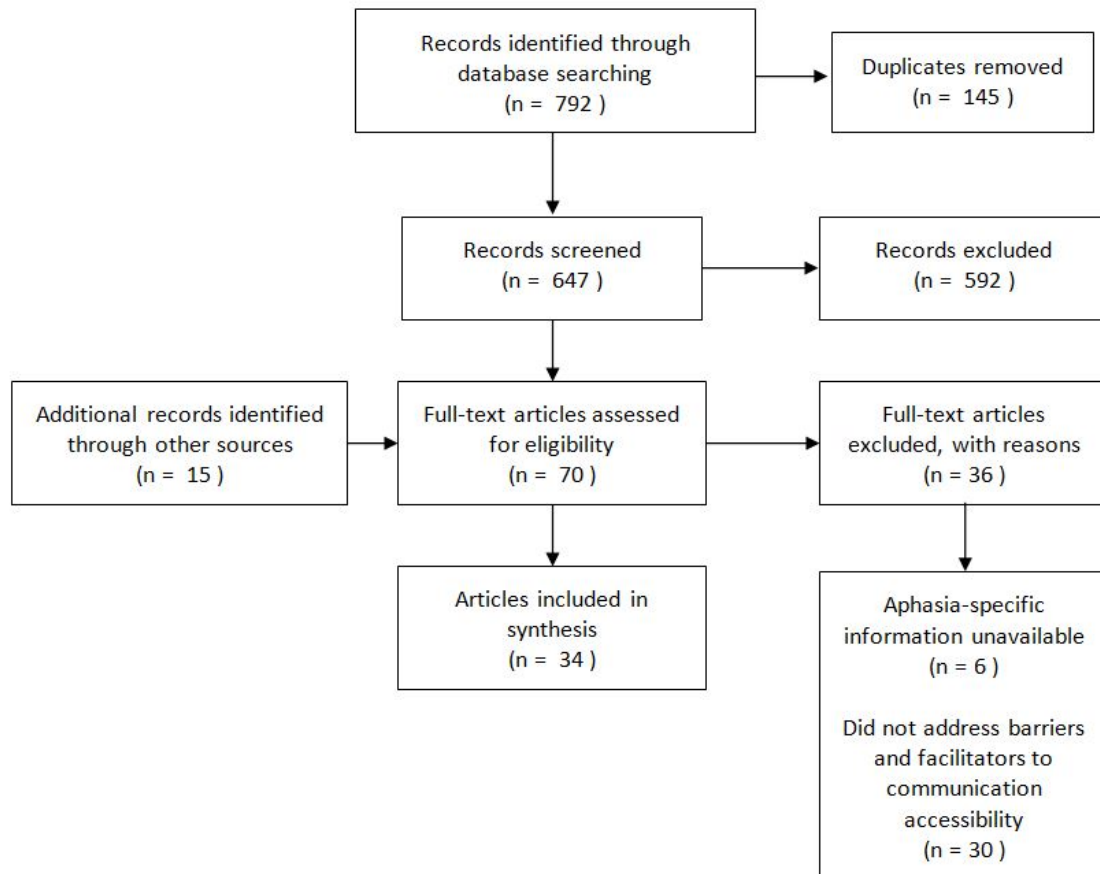 Records identified through
database searching
(n = 792 )
Duplicates removed
(n = 145 )
Records screened
(n = 647 )
Records excluded
(n = 592 )
Additional records identified
through other sources
(n = 15 )
Full-text articles assessed
for eligibility
(n = 70 )
Full-text articles
excluded, with reasons
(n = 36 )
Articles included in
synthesis
(n = 34 )
Aphasia-specific
information unavailable
(n = 6 )
Did not address barriers
and facilitators to
communication
accessibility
(n = 30 )